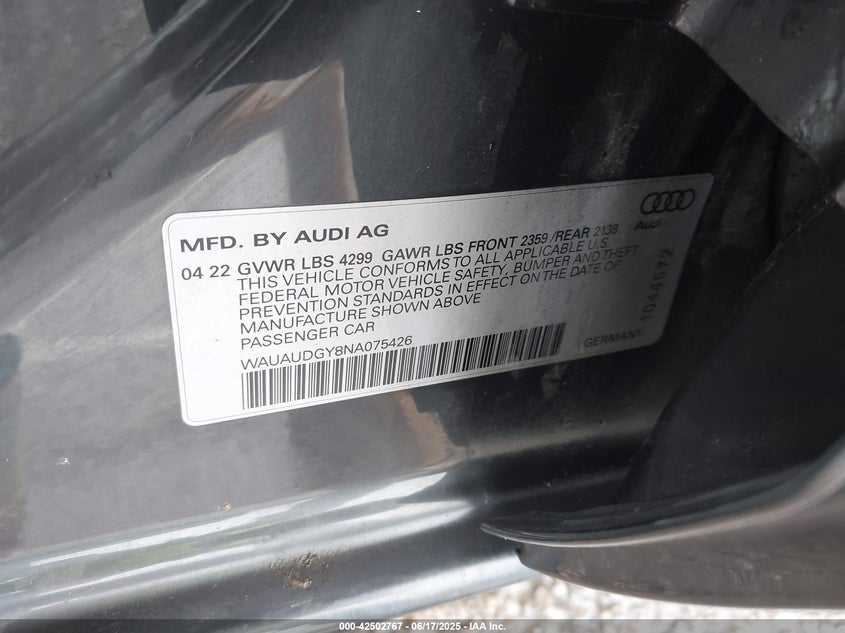 MFD. BY AUDI AG
Audi
04 22 GVWR LBS 4299 GAWR LBS FRONT 2359 /REAR 2138
THIS VEHICLE CONFORMS TO ALL APPLICABLE U.S.
FEDERAL MOTOR VEHICLE SAFETY, BUMPER AND THEFT
PREVENTION STANDARDS IN EFFECT ON THE DATE OF
MANUFACTURE SHOWN ABOVE
PASSENGER CAR
WAUAUDGY8NA075426
GERMANY
1044572
000-42502767 - 06/17/2025 - IAA Inc.